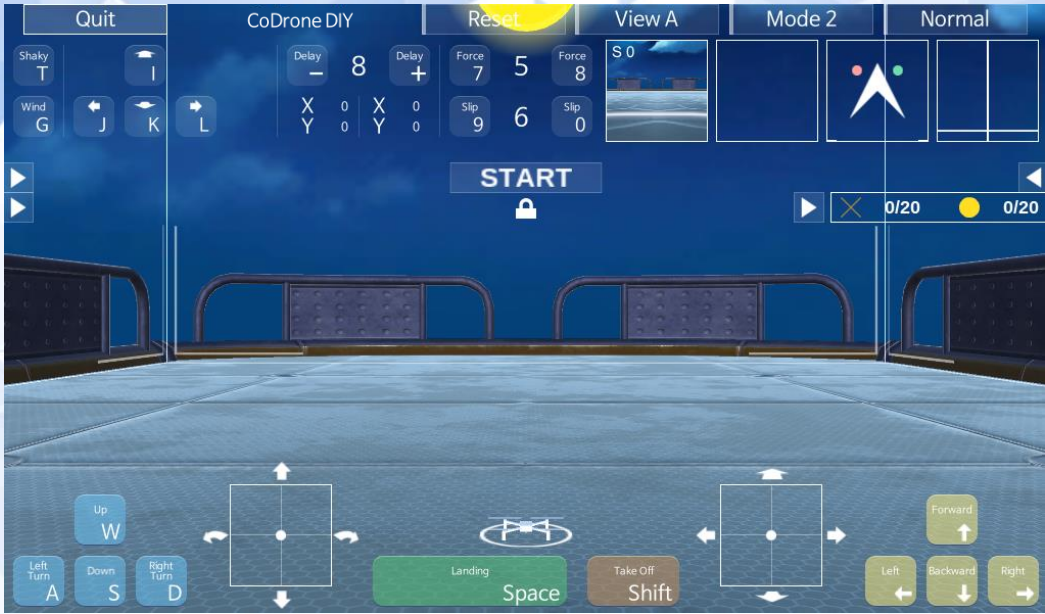 Quit
CoDrone DIY
Reset
View A
Mode 2
Normal
Shaky
T
I
Delay
–
8
Delay
+
Force
7
5
Force
8
S 0
Wind
G
J
K
L
X 0 X 0
Y 0 Y 0
Slip
9
6
Slip
0
START
0/20
0/20
Up
W
Left Turn
A
Down
S
Right Turn
D
Landing
Space
Take Off
Shift
Forward
Left
Backward
Right